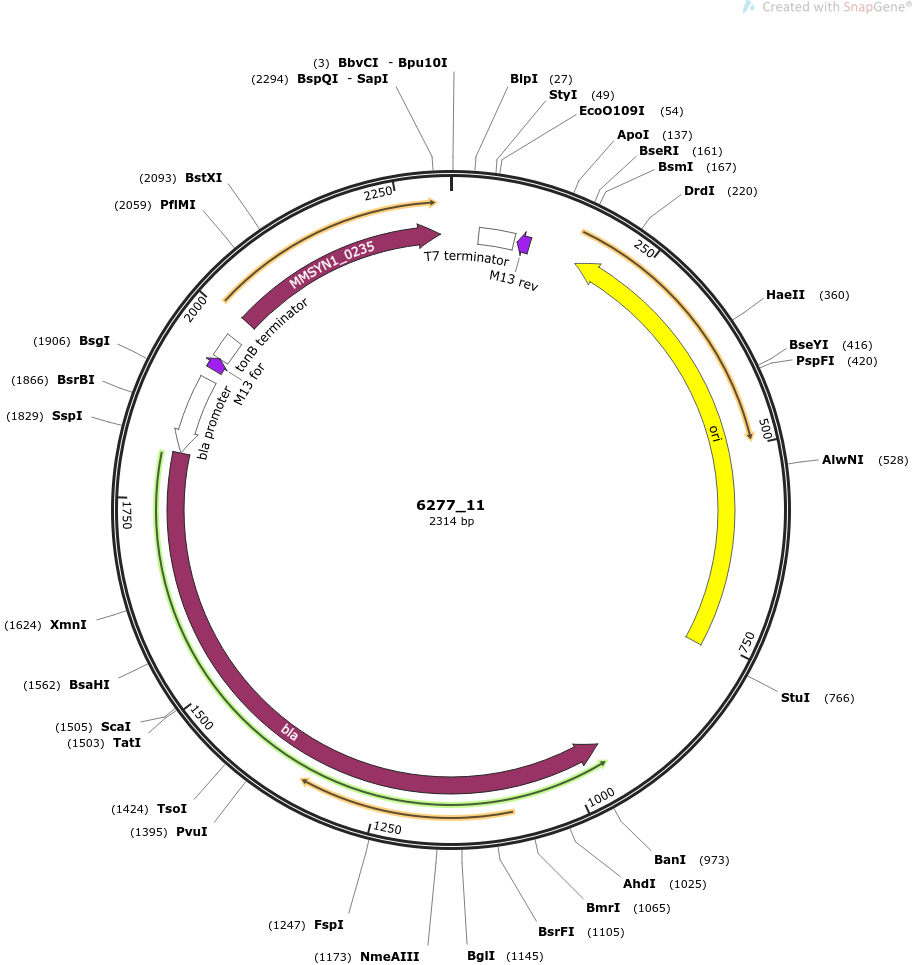 Created with SnapGene®
(3) BbvCI - Bpu10I
(2294) BspQI - SapI
BlpI (27)
StyI (49)
EcoO109I (54)
ApoI (137)
BseRI (161)
BsmI (167)
DrdI (220)
(2093) BstXI
(2059) PflMI
2250
250
MMSYN1_0235
T7 terminator
M13 rev
HaeII (360)
2000
tonB terminator
M13 for
(1906) BsgI
BseYI (416)
PspFI (420)
(1866) BsrBI
(1829) SspI
bla promoter
500
ori
AlwNI (528)
6277_11
2314 bp
1750
(1624) XmnI
750
(1562) BsaHI
StuI (766)
(1505) ScaI
(1503) TatI
1500
bla
1000
(1424) TsoI
(1395) PvuI
1250
BanI (973)
AhdI (1025)
BmrI (1065)
(1247) FspI
BsrFI (1105)
(1173) NmeAIII
BglI (1145)